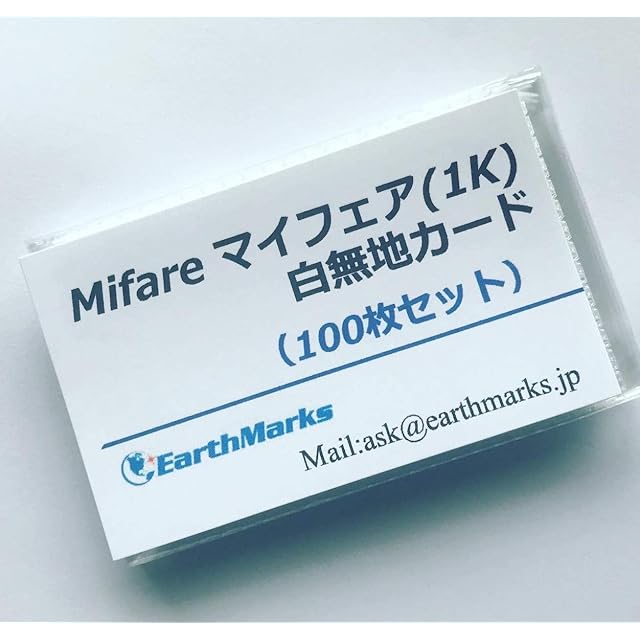 Mifare マイフェア(1K)
白無地カード
（100枚セット）
EarthMarks
Mail:ask@earthmarks.jp